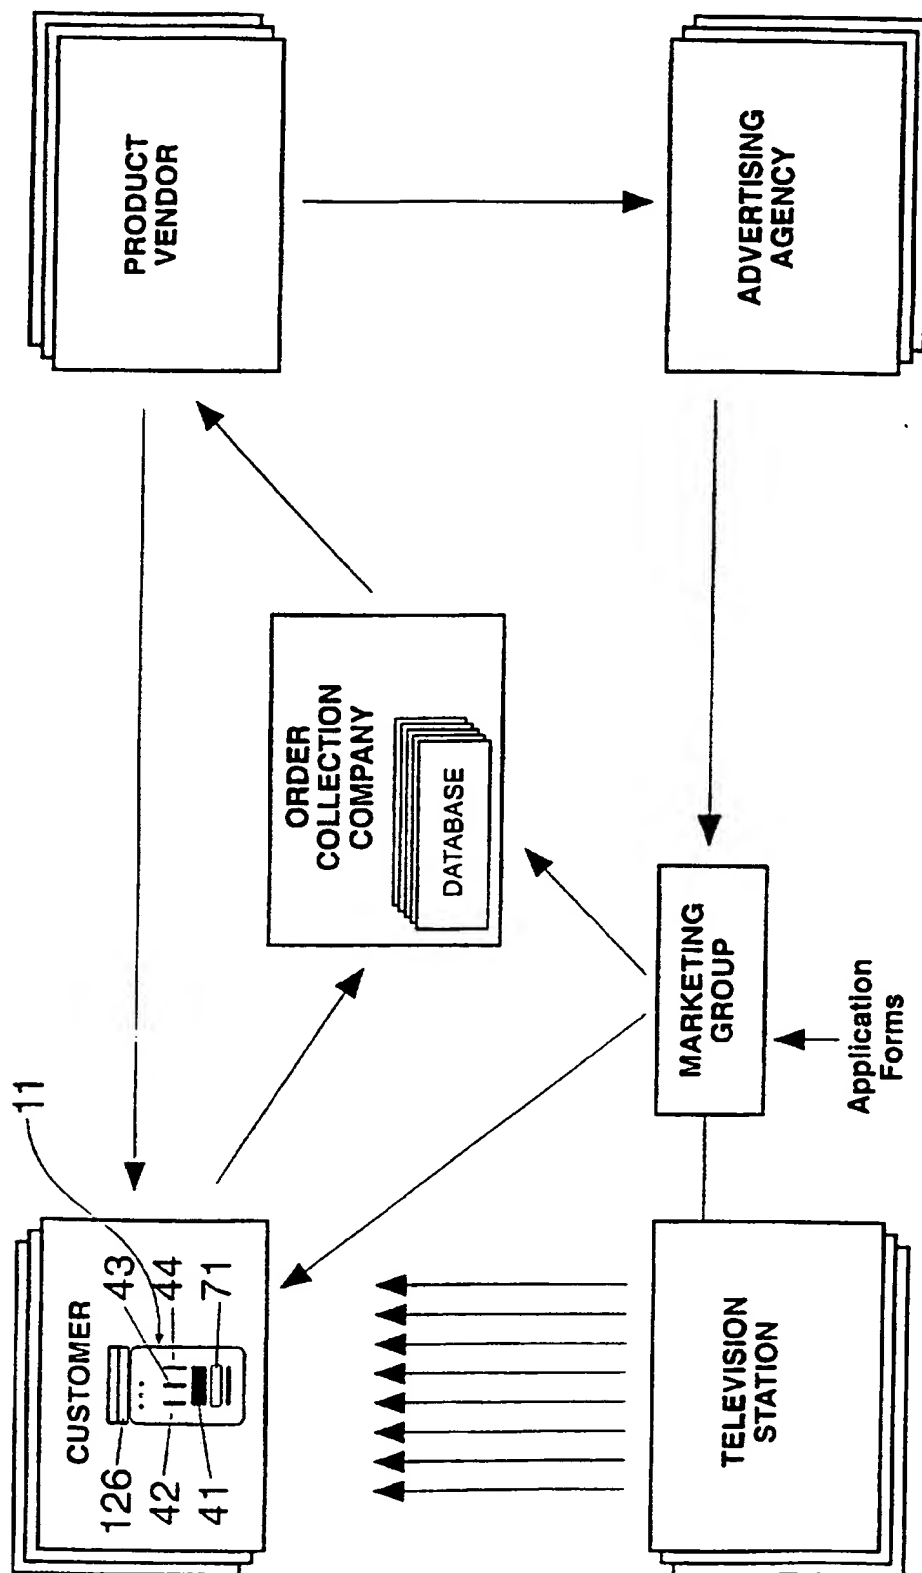 CUSTOMER
11
126
42
41
43
44
71
PRODUCT
VENDOR
ORDER
COLLECTION
COMPANY
DATABASE
TELEVISION
STATION
MARKETING
GROUP
Application
Forms
ADVERTISING
AGENCY